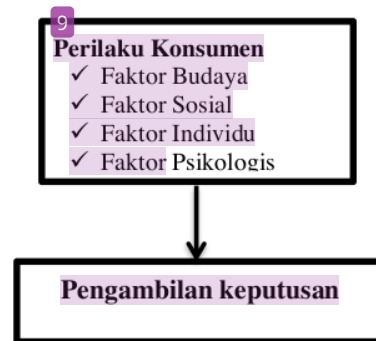 9
Perilaku Konsumen
✓ Faktor Budaya
✓ Faktor Sosial
✓ Faktor Individu
✓ Faktor Psikologis
Pengambilan keputusan